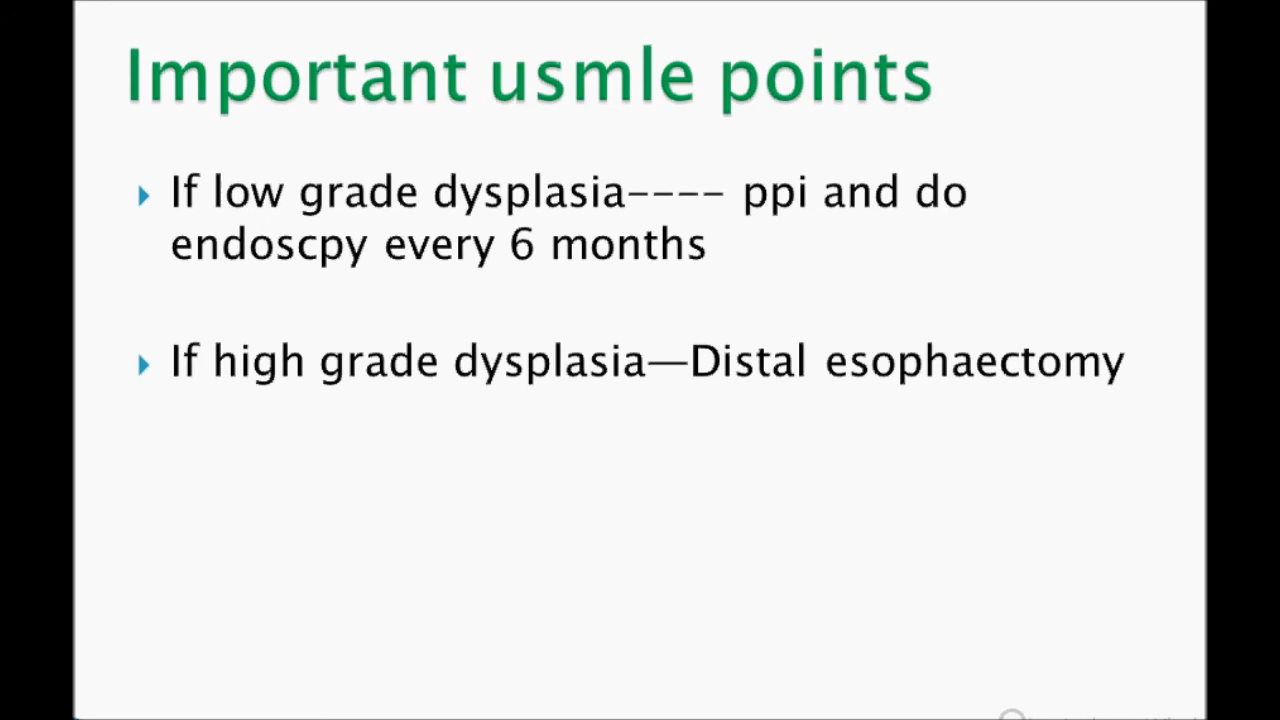 Important usmle points
If low grade dysplasia---- ppi and do
endoscpy every 6 months
If high grade dysplasia—Distal esophaectomy